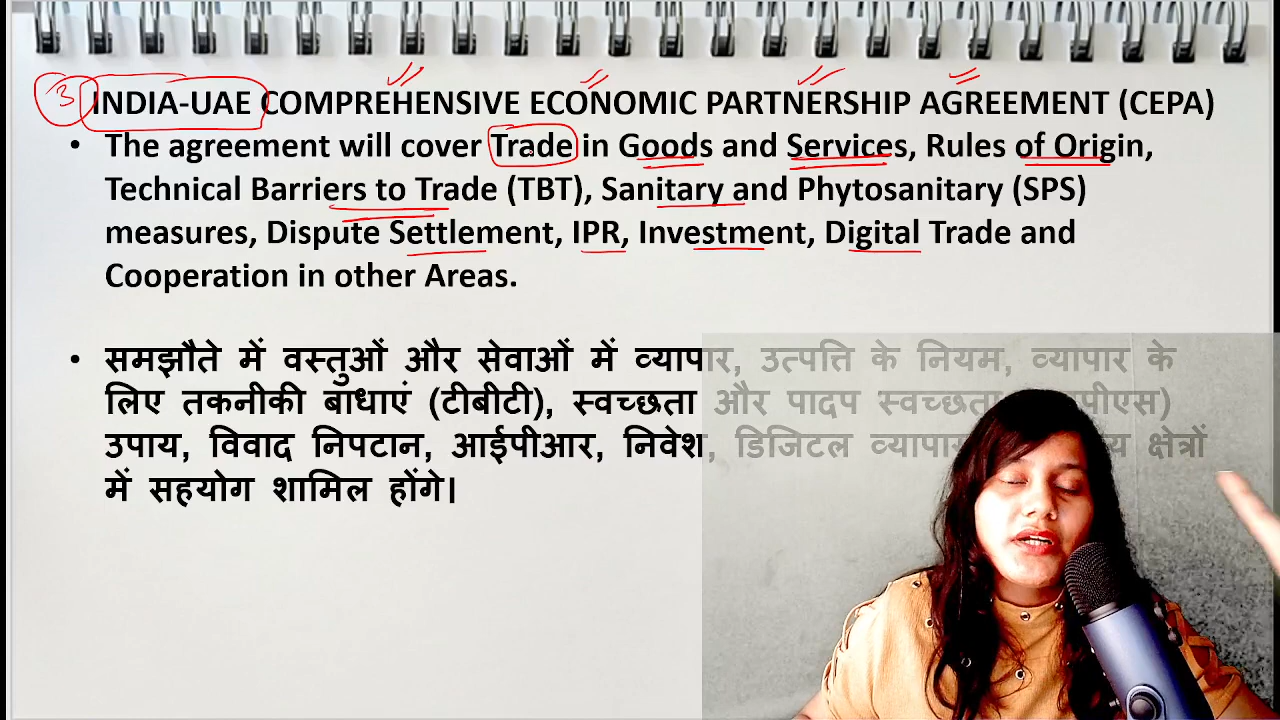 3 INDIA-UAE COMPREHENSIVE ECONOMIC PARTNERSHIP AGREEMENT (CEPA)
• The agreement will cover Trade in Goods and Services, Rules of Origin,
Technical Barriers to Trade (TBT), Sanitary and Phytosanitary (SPS)
measures, Dispute Settlement, IPR, Investment, Digital Trade and
Cooperation in other Areas.
• समझौते में वस्तुओं और सेवाओं में व्यापार, उत्पत्ति के नियम, व्यापार के
लिए तकनीकी बाधाएं (टीबीटी), स्वच्छता और पादप स्वच्छता
उपाय, विवाद निपटान, आईपीआर, निवेश, डिजिटल व्यापार क्षेत्रों
में सहयोग शामिल होंगे।